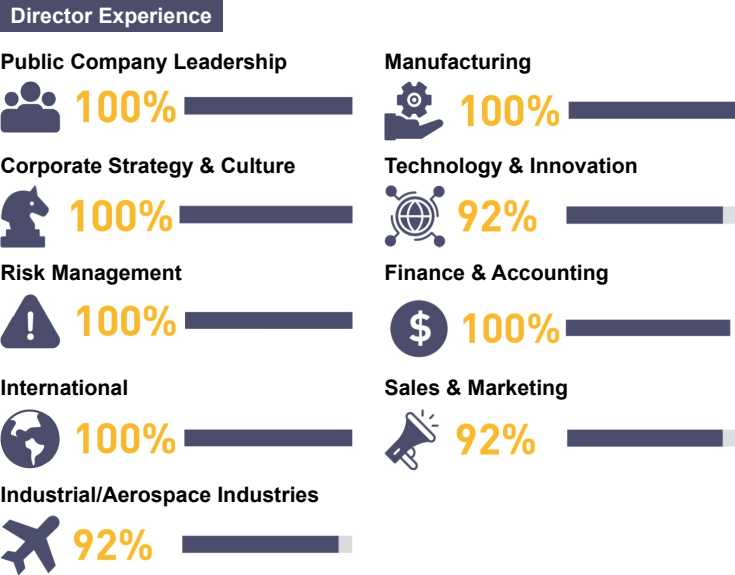 Director Experience
Public Company Leadership
100%
Manufacturing
100%
Corporate Strategy & Culture
100%
Technology & Innovation
92%
Risk Management
100%
Finance & Accounting
$
100%
International
100%
Sales & Marketing
92%
Industrial/Aerospace Industries
92%